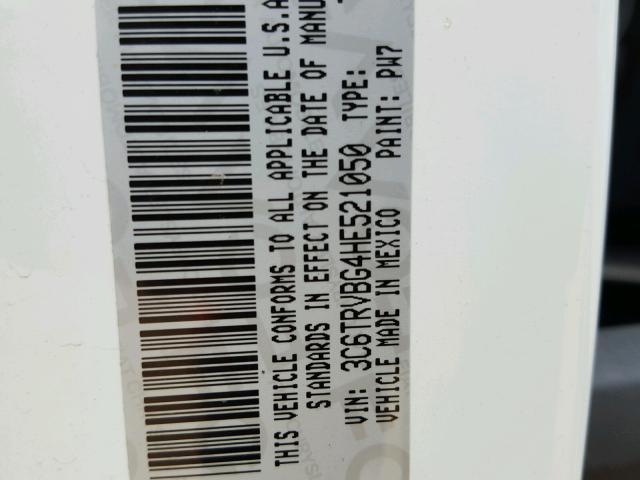 THIS VEHICLE CONFORMS TO ALL APPLICABLE U.S.A
STANDARDS IN EFFECT ON THE DATE OF MANU
VIN: 3C6TRVBG4HE521050 TYPE:
VEHICLE MADE IN MEXICO PAINT: PW7